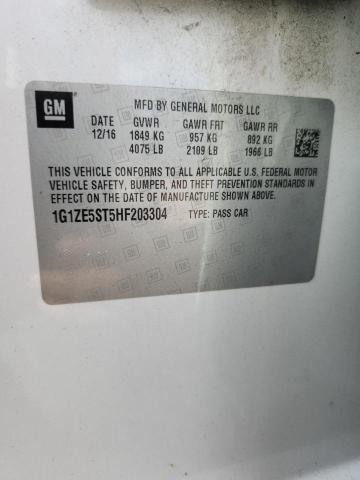 GM
MFD BY GENERAL MOTORS LLC
12/16 GVWR GAWR FRT GAWR RR
1849 KG 957 KG 892 KG
4075 LB 2109 LB 1966 LB
THIS VEHICLE CONFORMS TO ALL APPLICABLE U.S. FEDERAL MOTOR
VEHICLE SAFETY, BUMPER, AND THEFT PREVENTION STANDARDS IN
EFFECT ON THE DATE OF MANUFACTURE SHOWN ABOVE.
1G1ZE5ST5HF203304 TYPE: PASS CAR